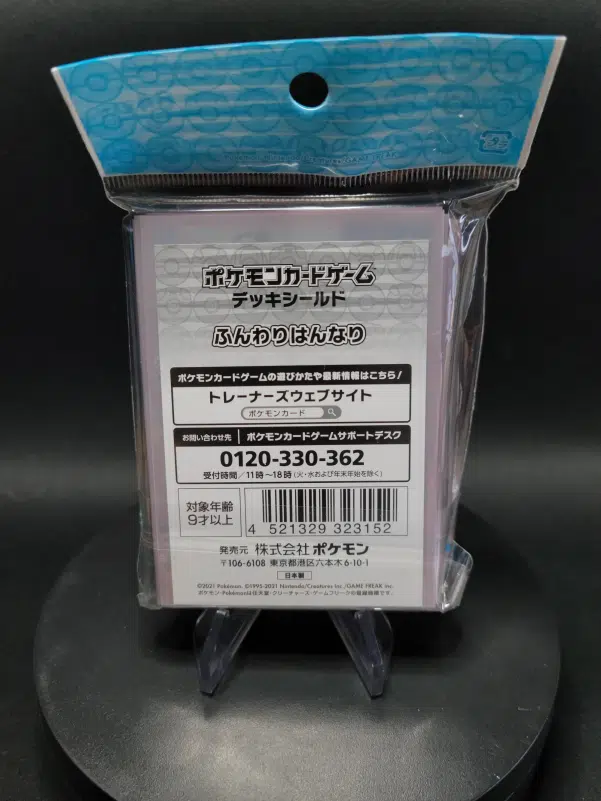 ポケモンカードゲーム
デッキシールド
ふんわりはんなり
ポケモンカードゲームの遊びかたや最新情報はこちら！
トレーナーズウェブサイト
ポケモンカード
お問い合わせ先 ポケモンカードゲームサポートデスク
0120-330-362
受付時間／11時〜18時(火・水および年末年始を除く)
対象年齢
9才以上
4 521329 323152
発売元 株式会社ポケモン
〒106-6108 東京都港区六本木6-10-1
日本製
©2021 Pokémon. ©1995-2021 Nintendo/Creatures Inc./GAME FREAK inc.
ポケモン・Pokémonは任天堂・クリーチャーズ・ゲームフリークの登録商標です。